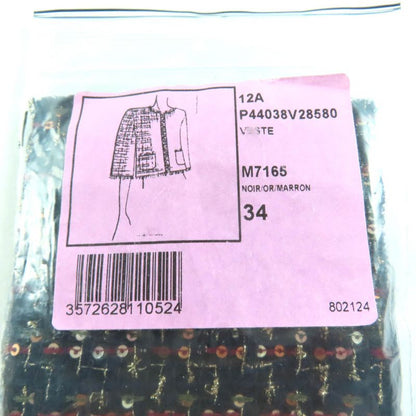 12A
P44038V28580
VESTE
M7165
NOIR/OR/MARRON
34
3572628110524
802124